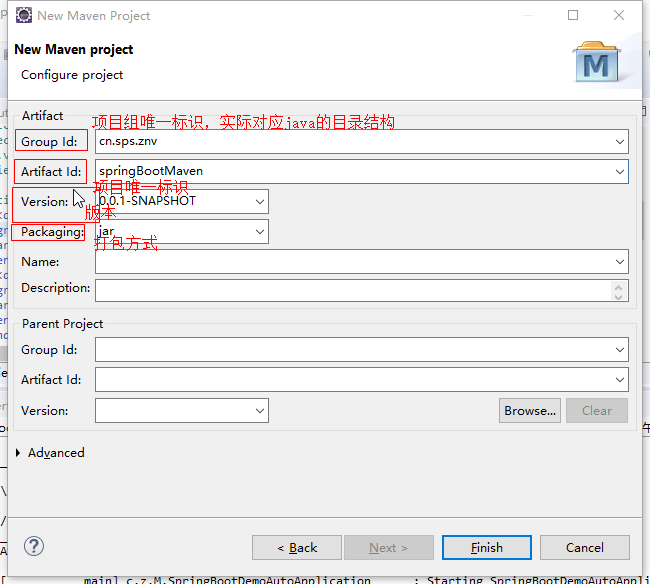 New Maven Project
New Maven project
Configure project
M
Artifact
项目组唯一标识，实际对应java的目录结构
Group Id: cn.sps.znv
Artifact Id: springBootMaven
项目唯一标识
Version: 0.0.1-SNAPSHOT
版本
Packaging: jar
打包方式
Name:
Description:
Parent Project
Group Id:
Artifact Id:
Version: Browse... Clear
Advanced
? < Back Next > Finish Cancel
main] c.z.M.SpringBootDemoAutoApplication : Starting SpringBootDemoAutoAppli